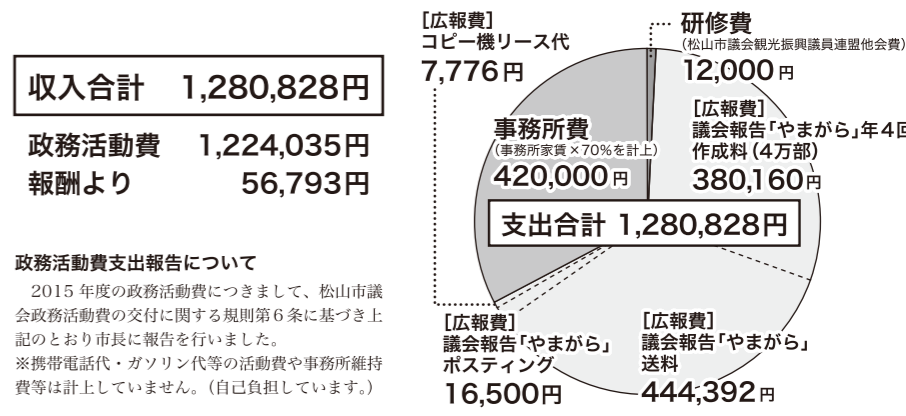 収入合計 1,280,828円
政務活動費 1,224,035円
報酬より 56,793円
政務活動費支出報告について
2015年度の政務活動費につきまして、松山市議
会政務活動費の交付に関する規則第6条に基づき上
記のとおり市長に報告を行いました。
※携帯電話代・ガソリン代等の活動費や事務所維持
費等は計上していません。（自己負担しています。）
［広報費］
コピー機リース代
7,776円
研修費
（松山市議会観光振興議員連盟他会費）
12,000円
［広報費］
議会報告「やまがら」年4回
作成料（4万部）
380,160円
事務所費
（事務所家賃×70%を計上）
420,000円
支出合計 1,280,828円
［広報費］
議会報告「やまがら」
ポスティング
16,500円
［広報費］
議会報告「やまがら」
送料
444,392円